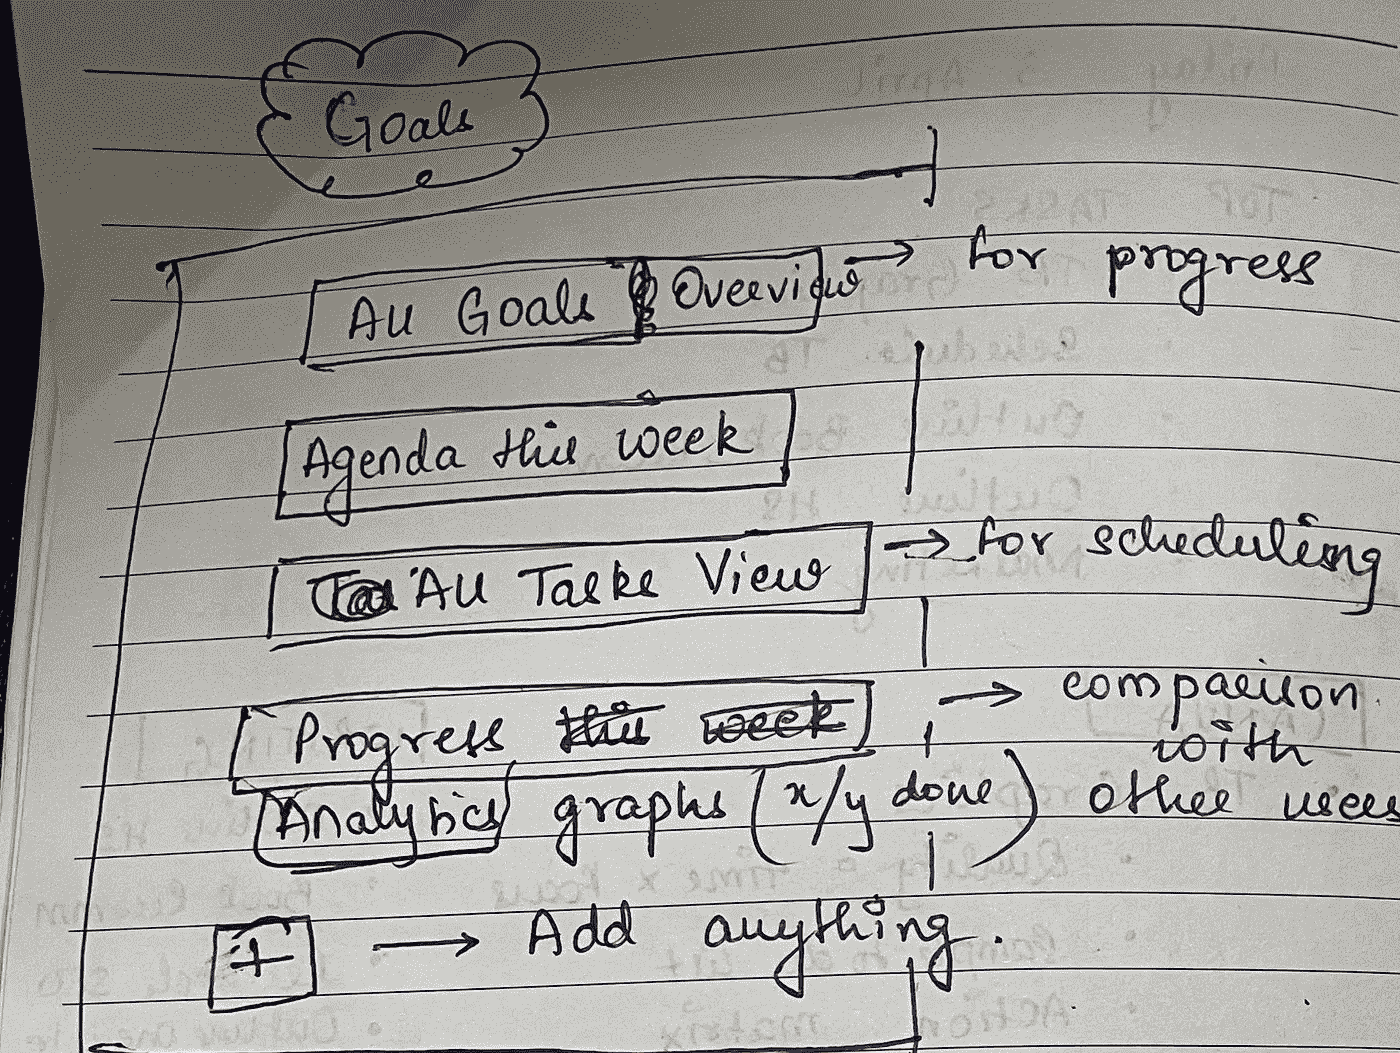 Goals
All Goals Overview → for progress
Agenda this week
All Tasks View → for scheduling
Progress this week → comparison
with
Analytics graphs (x/y done) other users
+ → Add anything.